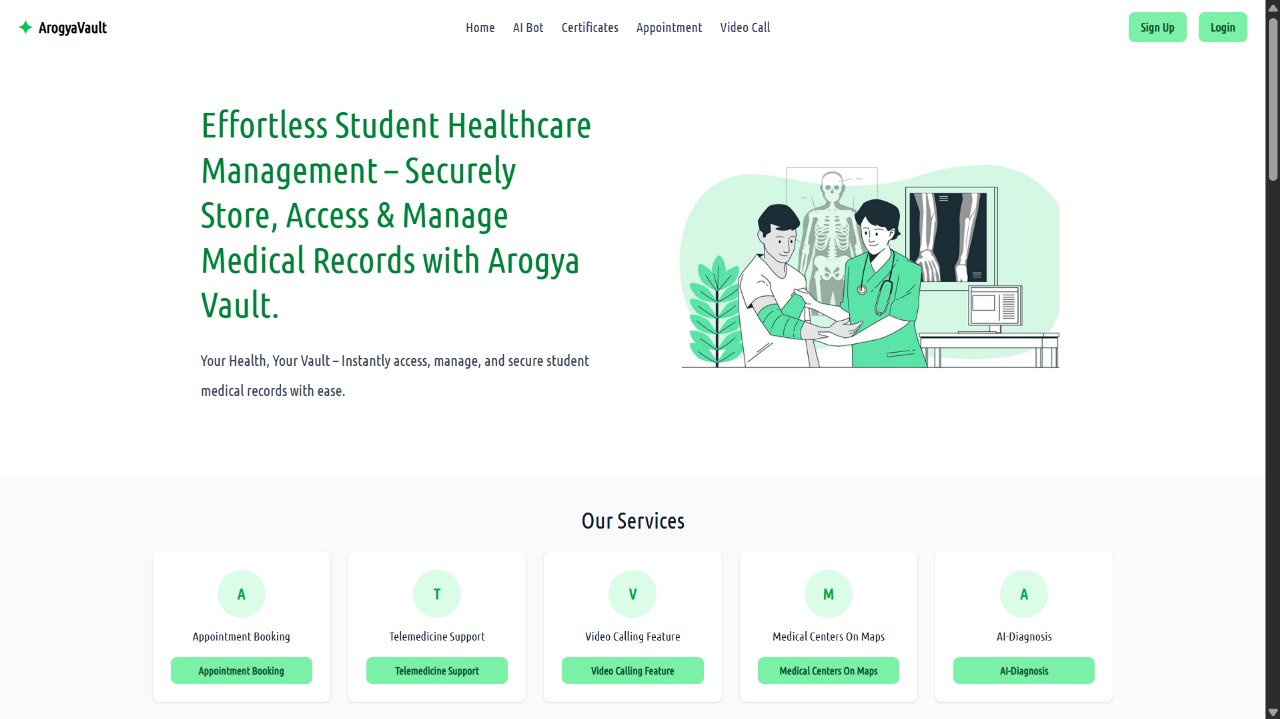 ArogyaVault
Home AI Bot Certificates Appointment Video Call
Sign Up Login
Effortless Student Healthcare
Management – Securely
Store, Access & Manage
Medical Records with Arogya
Vault.
Your Health, Your Vault – Instantly access, manage, and secure student
medical records with ease.
Our Services
A
Appointment Booking
Appointment Booking
T
Telemedicine Support
Telemedicine Support
V
Video Calling Feature
Video Calling Feature
M
Medical Centers On Maps
Medical Centers On Maps
A
AI-Diagnosis
AI-Diagnosis